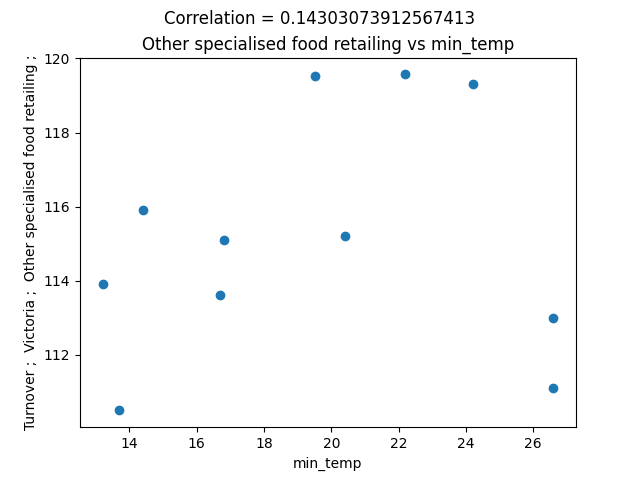 Correlation = 0.14303073912567413
Other specialised food retailing vs min_temp
Turnover ;  Victoria ;  Other specialised food retailing ;
120
118
116
114
112
14 16 18 20 22 24 26
min_temp